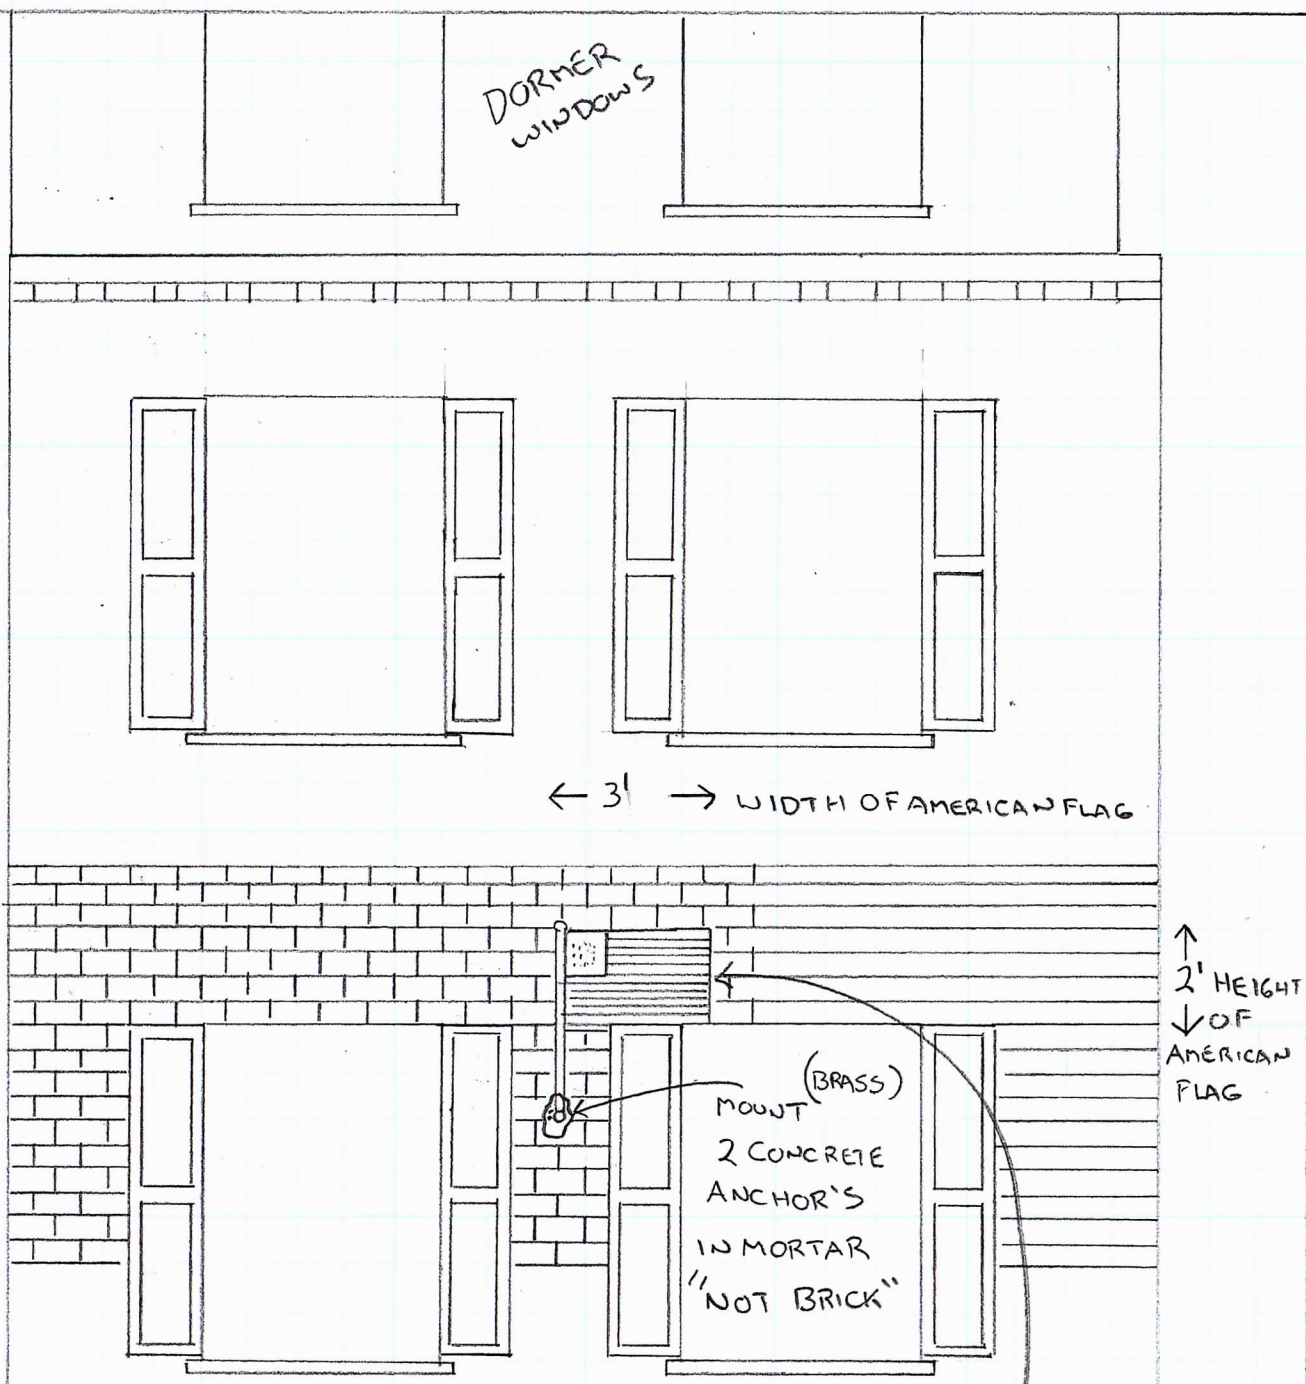 DORMER
WINDOWS
← 3' → WIDTH OF AMERICAN FLAG
↑
2' HEIGHT
↓ OF
AMERICAN
FLAG
(BRASS)
MOUNT
2 CONCRETE
ANCHOR'S
IN MORTAR
"NOT BRICK"